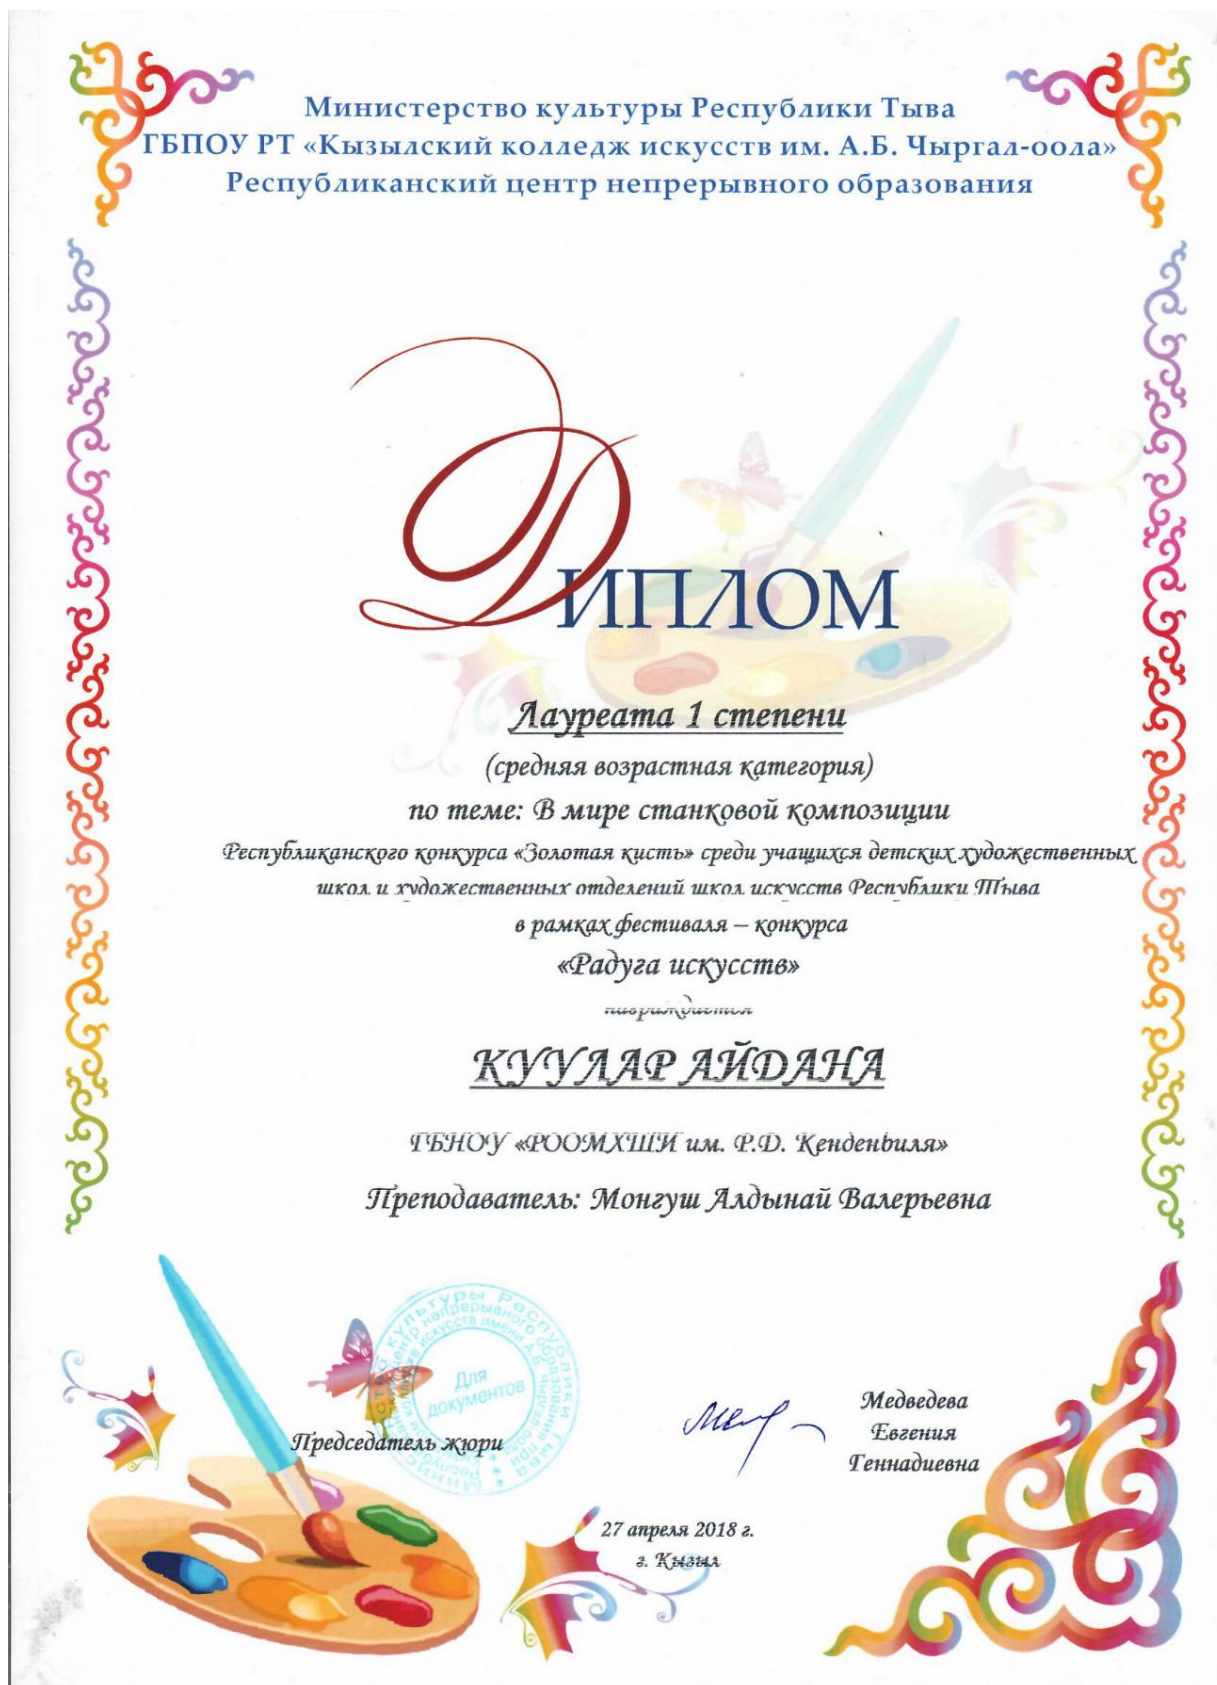 Министерство культуры Республики Тыва
ГБПОУ РТ «Кызылский колледж искусств им. А.Б. Чыргал-оола»
Республиканский центр непрерывного образования
Диплом
Лауреата 1 степени
(средняя возрастная категория)
по теме: В мире станковой композиции
Республиканского конкурса «Золотая кисть» среди учащихся детских художественных
школ и художественных отделений школ искусств Республики Тыва
в рамках фестиваля – конкурса
«Радуга искусств»
награждается
КУУЛАР АЙДАНА
ГБНОУ «РООМХШИ им. Р.Д. Кенденбиля»
Преподаватель: Монгуш Алдынай Валерьевна
Для
документов
Председатель жюри
Медведева
Евгения
Геннадиевна
27 апреля 2018 г.
г. Кызыл